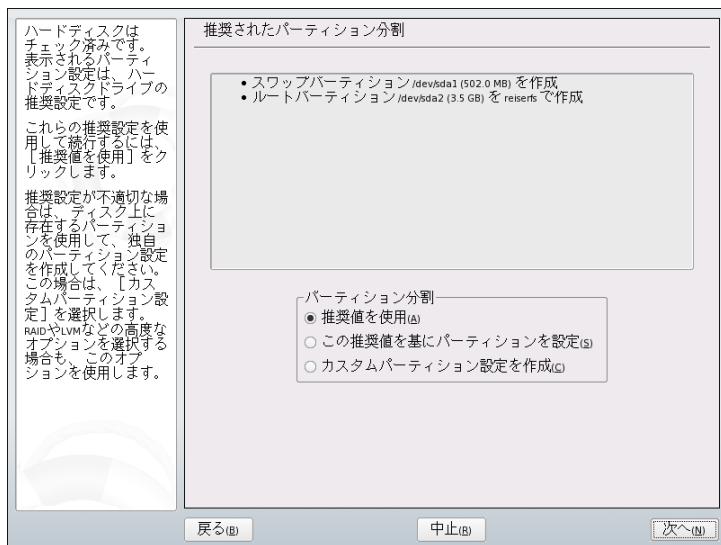 ハードディスクは
チェック済みです。
表示されるパーティ
ション設定は、ハー
ドディスクドライブの
推奨設定です。
これらの推奨設定を使
用して続行するには、
［推奨値を使用］をク
リックします。
推奨設定が不適切な場
合は、ディスク上に
存在するパーティショ
ンを使用して、独自
のパーティション設定
を作成してください。
この場合は、［カス
タムパーティション設
定］を選択します。
RAIDやLVMなどの高度な
オプションを選択する
場合も、このオプ
ションを使用します。
推奨されたパーティション分割
• スワップパーティション /dev/sda1 (502.0 MB) を作成
• ルートパーティション /dev/sda2 (3.5 GB) を reiserfs で作成
パーティション分割
推奨値を使用(A)
この推奨値を基にパーティションを設定(S)
カスタムパーティション設定を作成(C)
戻る(B)
中止(R)
次へ(N)